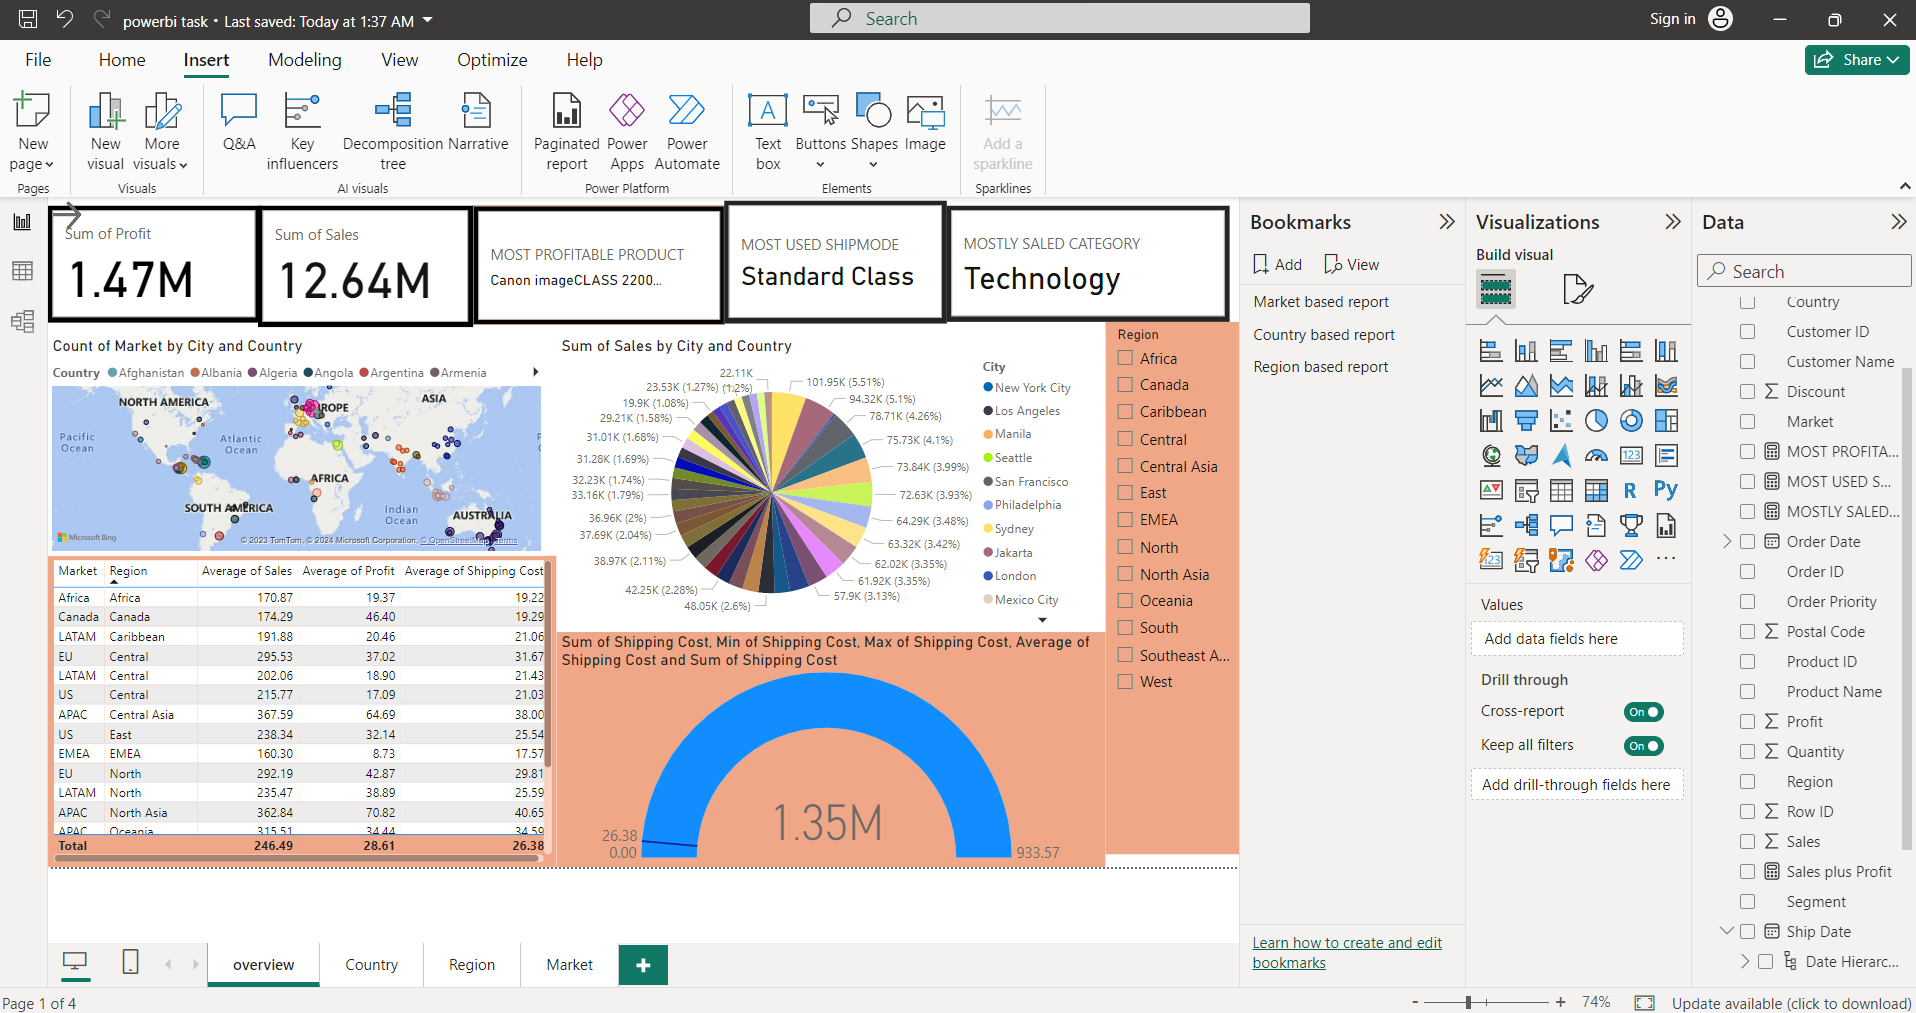 powerbi task • Last saved: Today at 1:37 AM
Search
Sign in
File
Home
Insert
Modeling
View
Optimize
Help
Share
New page
New visual
More visuals
Q&A
Key influencers
Decomposition tree
Narrative
Paginated report
Power Apps
Power Automate
Text box
Buttons
Shapes
Image
Add a sparkline
Pages
Visuals
AI visuals
Power Platform
Elements
Sparklines
Sum of Profit
1.47M
Sum of Sales
12.64M
MOST PROFITABLE PRODUCT
Canon imageCLASS 2200...
MOST USED SHIPMODE
Standard Class
MOSTLY SALED CATEGORY
Technology
Count of Market by City and Country
Country Afghanistan Albania Algeria Angola Argentina Armenia
NORTH AMERICA
ASIA
Pacific Ocean
Atlantic Ocean
AFRICA
SOUTH AMERICA
Indian Ocean
AUSTRALIA
Microsoft Bing
© 2023 TomTom, © 2024 Microsoft Corporation, © OpenStreetMap Terms
Market Region Average of Sales Average of Profit Average of Shipping Cost
Africa Africa 170.87 19.37 19.22
Canada Canada 174.29 46.40 19.29
LATAM Caribbean 191.88 20.46 21.06
EU Central 295.53 37.02 31.67
LATAM Central 202.06 18.90 21.43
US Central 215.77 17.09 21.03
APAC Central Asia 367.59 64.69 38.00
US East 238.34 32.14 25.54
EMEA EMEA 160.30 8.73 17.57
EU North 292.19 42.87 29.81
LATAM North 235.47 38.89 25.59
APAC North Asia 362.84 70.82 40.65
APAC Oceania 315.51 34.44 34.59
Total 246.49 28.61 26.38
Sum of Sales by City and Country
22.11K
(1.2%)
23.53K (1.27%)
19.9K (1.08%)
29.21K (1.58%)
31.01K (1.68%)
31.28K (1.69%)
32.23K (1.74%)
33.16K (1.79%)
36.96K (2%)
37.69K (2.04%)
38.97K (2.11%)
42.25K (2.28%)
48.05K (2.6%)
101.95K (5.51%)
94.32K (5.1%)
78.71K (4.26%)
75.73K (4.1%)
73.84K (3.99%)
72.63K (3.93%)
64.29K (3.48%)
63.32K (3.42%)
62.02K (3.35%)
61.92K (3.35%)
57.9K (3.13%)
City
New York City
Los Angeles
Manila
Seattle
San Francisco
Philadelphia
Sydney
Jakarta
London
Mexico City
Sum of Shipping Cost, Min of Shipping Cost, Max of Shipping Cost, Average of
Shipping Cost and Sum of Shipping Cost
1.35M
26.38
0.00
933.57
Region
Africa
Canada
Caribbean
Central
Central Asia
East
EMEA
North
North Asia
Oceania
South
Southeast A...
West
Bookmarks
Add
View
Market based report
Country based report
Region based report
Learn how to create and edit
bookmarks
Visualizations
Build visual
123
R
Py
123
Values
Add data fields here
Drill through
Cross-report
On
Keep all filters
On
Add drill-through fields here
Data
Search
Country
Customer ID
Customer Name
Discount
Market
MOST PROFITA...
MOST USED S...
MOSTLY SALED...
Order Date
Order ID
Order Priority
Postal Code
Product ID
Product Name
Profit
Quantity
Region
Row ID
Sales
Sales plus Profit
Segment
Ship Date
Date Hierarc...
overview
Country
Region
Market
Page 1 of 4
74%
Update available (click to download)